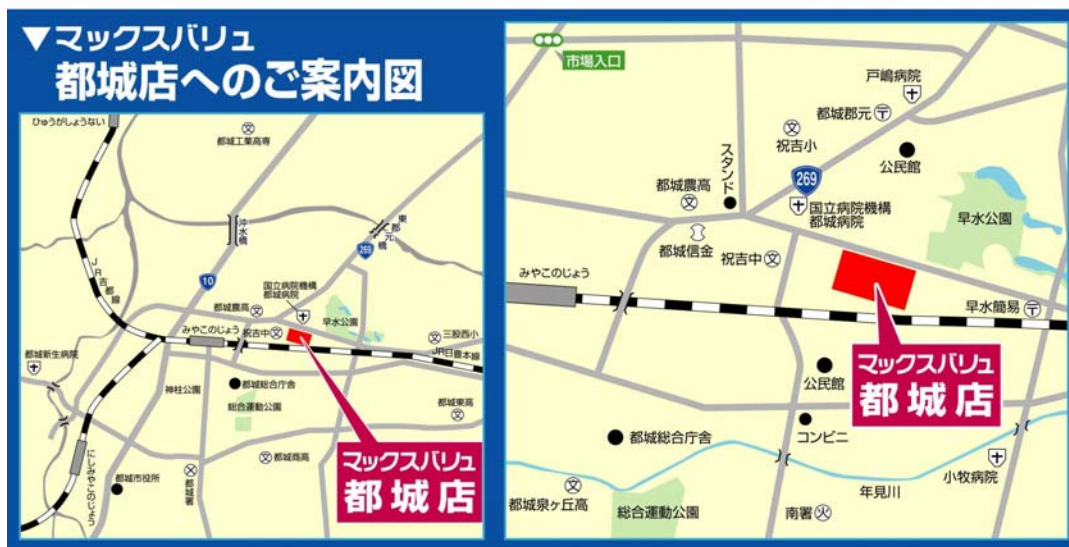 ▼マックスバリュ
都城店へのご案内図
ひゅうがしょうない
都城工業高専
文
沖水橋
東都元橋
269
10
JR吉都線
国立病院機構
都城病院
都城農高
文
早水公園
みやこのじょう
祝吉中
文
文
三股西小
JR日豊本線
都城新生病院
神柱公園
都城総合庁舎
総合運動公園
都城東高
文
マックスバリュ
都城店
にしみやこのじょう
文
都城商高
都城市役所
都城署
市場入口
戸嶋病院
都城郡元
〒
文
祝吉小
公民館
スタンド
269
都城農高
文
国立病院機構
都城病院
早水公園
都城信金
祝吉中
文
みやこのじょう
早水簡易
〒
マックスバリュ
都城店
公民館
都城総合庁舎
コンビニ
小牧病院
年見川
文
都城泉ヶ丘高
総合運動公園
南署
火